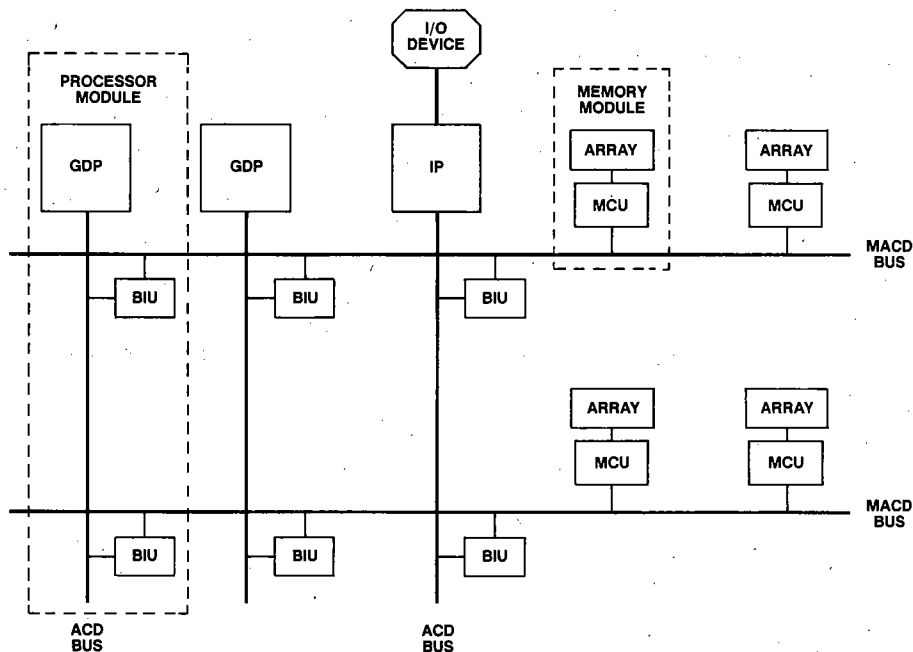 I/O
DEVICE
PROCESSOR
MODULE
MEMORY
MODULE
GDP
GDP
IP
ARRAY
ARRAY
MCU
MCU
MACD
BUS
BIU
BIU
BIU
ARRAY
ARRAY
MCU
MCU
MACD
BUS
BIU
BIU
BIU
ACD
BUS
ACD
BUS